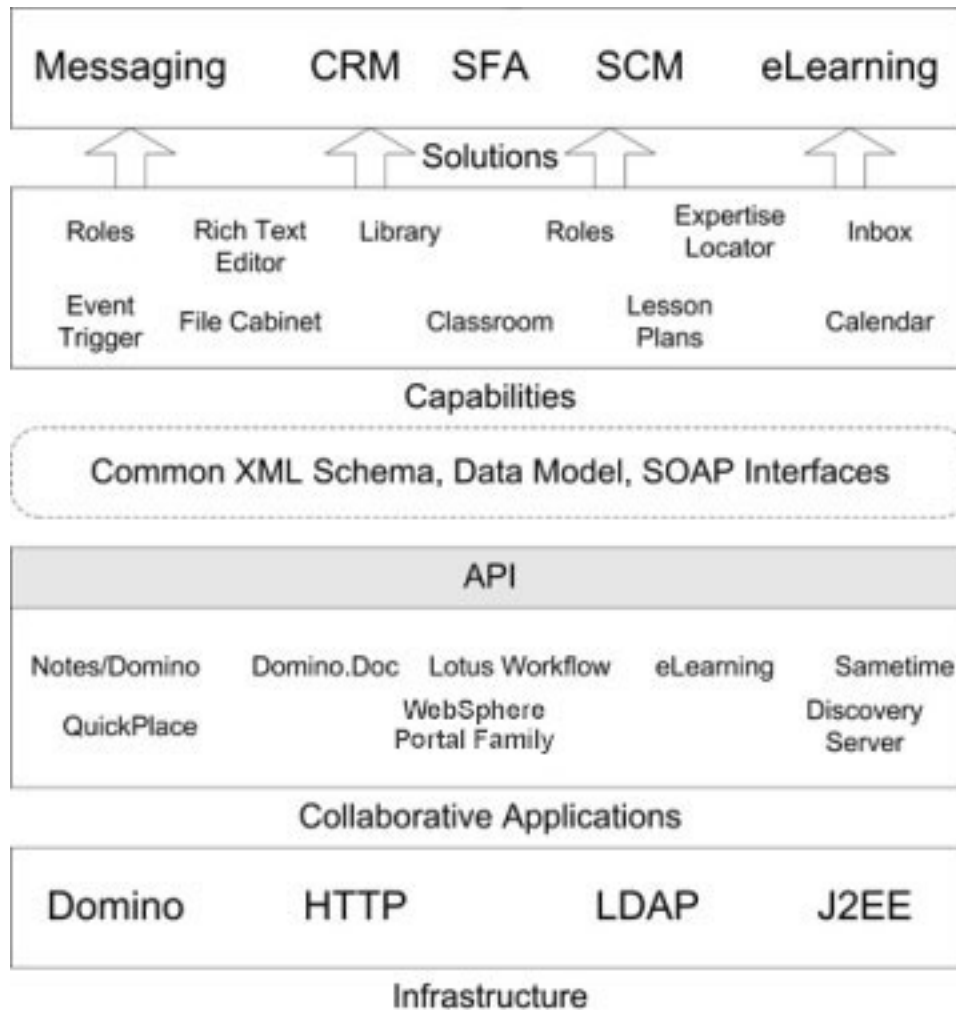 Messaging CRM SFA SCM eLearning
Solutions
Roles Rich Text Editor Library Roles Expertise Locator Inbox
Event Trigger File Cabinet Classroom Lesson Plans Calendar
Capabilities
Common XML Schema, Data Model, SOAP Interfaces
API
Notes/Domino Domino.Doc Lotus Workflow eLearning Sametime
QuickPlace WebSphere Portal Family Discovery Server
Collaborative Applications
Domino HTTP LDAP J2EE
Infrastructure